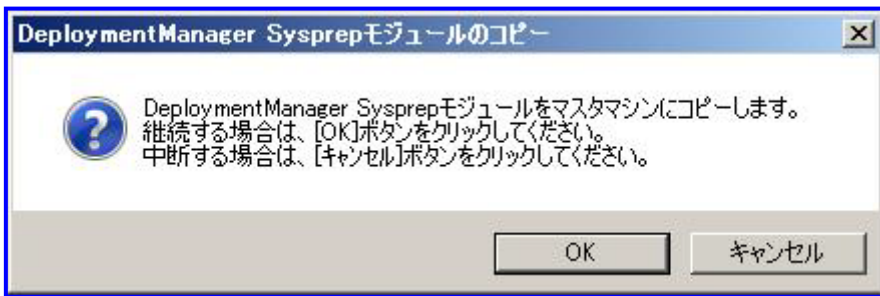 DeploymentManager Sysprepモジュールのコピー
DeploymentManager Sysprepモジュールをマスタマシンにコピーします。
継続する場合は、[OK]ボタンをクリックしてください。
中断する場合は、[キャンセル]ボタンをクリックしてください。
OK
キャンセル